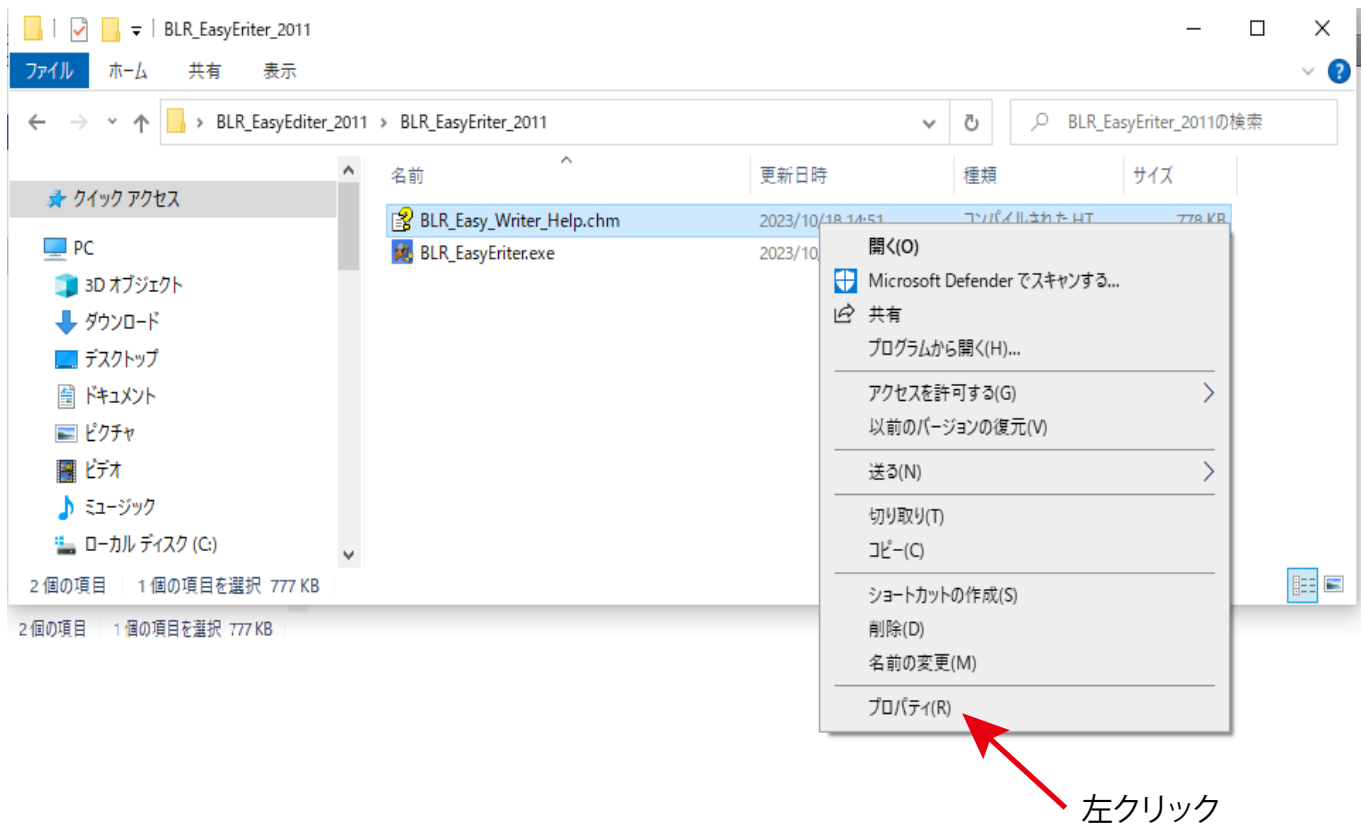 BLR_EasyEriter_2011
ファイル ホーム 共有 表示
BLR_EasyEditer_2011 › BLR_EasyEriter_2011
BLR_EasyEriter_2011の検索
名前 更新日時 種類 サイズ
クイック アクセス
BLR_Easy_Writer_Help.chm 2023/10/18 14:51 コンパイルされた HT... 778 KB
PC
BLR_EasyEriter.exe 2023/10/
3D オブジェクト
ダウンロード
デスクトップ
ドキュメント
ピクチャ
ビデオ
ミュージック
ローカル ディスク (C:)
2 個の項目 1 個の項目を選択 777 KB
2 個の項目 1 個の項目を選択 777 KB
開く(O)
Microsoft Defender でスキャンする...
共有
プログラムから開く(H)...
アクセスを許可する(G)
以前のバージョンの復元(V)
送る(N)
切り取り(T)
コピー(C)
ショートカットの作成(S)
削除(D)
名前の変更(M)
プロパティ(R)
左クリック